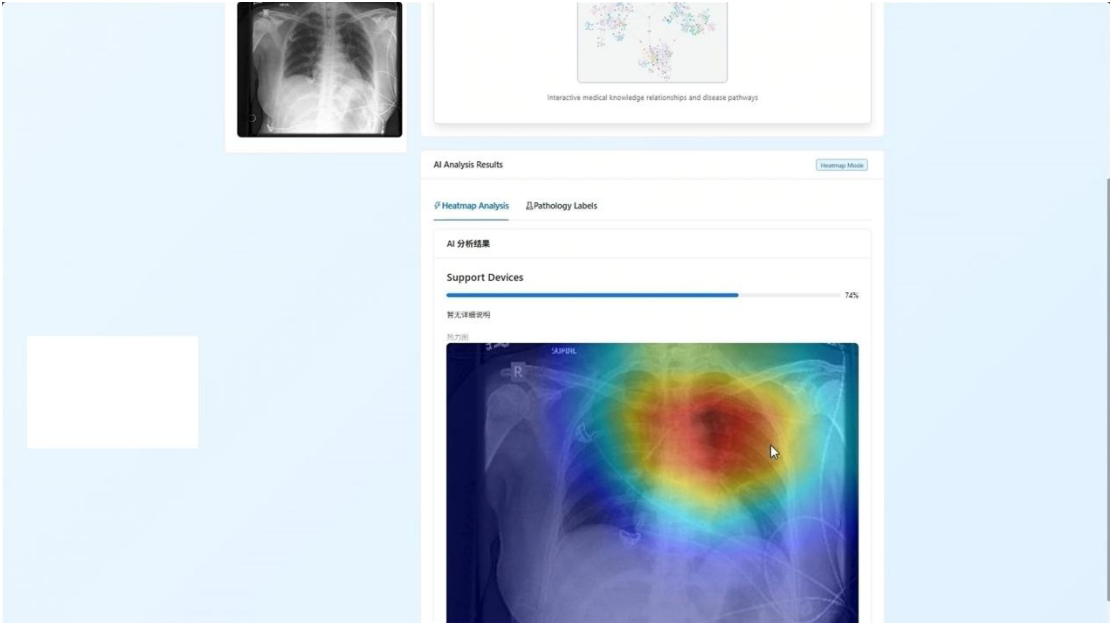 Interactive medical knowledge relationships and disease pathways
AI Analysis Results
Heatmap Mode
Heatmap Analysis
Pathology Labels
AI 分析结果
Support Devices
74%
暂无详细说明
热力图
SUPINE
R